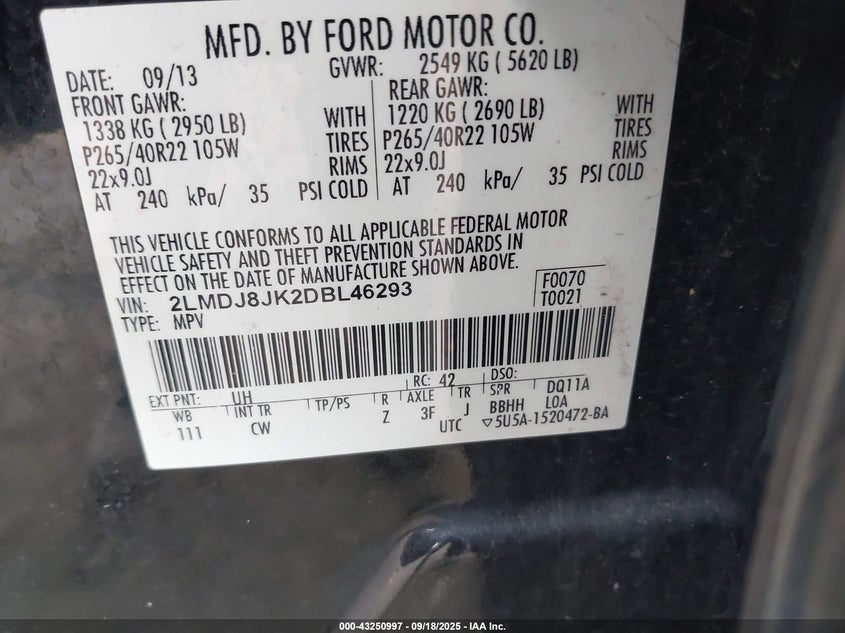 MFD. BY FORD MOTOR CO.
DATE: 09/13
GVWR: 2549 KG ( 5620 LB)
FRONT GAWR:
1338 KG ( 2950 LB) WITH
P265/40R22 105W TIRES
22x9.0J RIMS
AT 240 kPa/ 35 PSI COLD
REAR GAWR:
1220 KG ( 2690 LB) WITH
P265/40R22 105W TIRES
22x9.0J RIMS
AT 240 kPa/ 35 PSI COLD
THIS VEHICLE CONFORMS TO ALL APPLICABLE FEDERAL MOTOR
VEHICLE SAFETY AND THEFT PREVENTION STANDARDS IN
EFFECT ON THE DATE OF MANUFACTURE SHOWN ABOVE.
VIN: 2LMDJ8JK2DBL46293
TYPE: MPV
F0070
T0021
EXT PNT: UH RC: 42 DSO:
WB INT TR TP/PS R AXLE TR SPR DQ11A
111 CW Z 3F J BBHH LOA
UTC ▽5U5A-1520472-BA
000-43250997 - 09/18/2025 - IAA Inc.